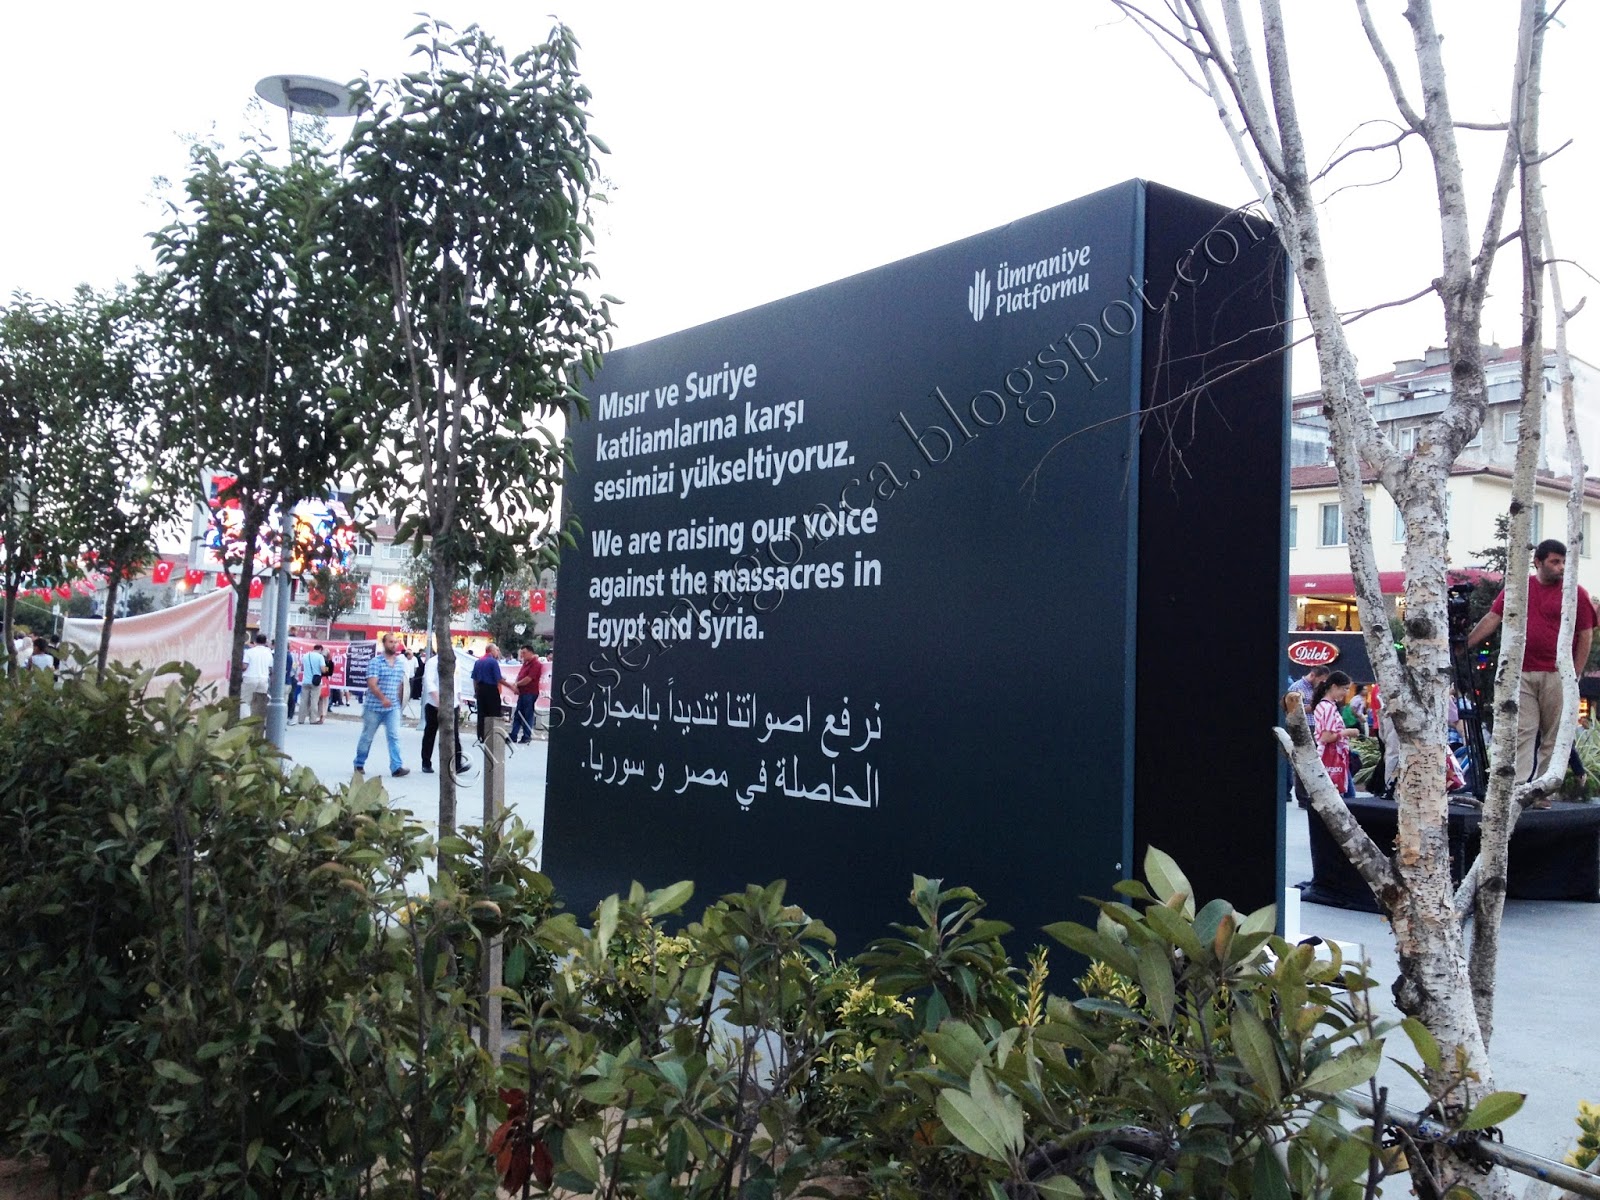 Ümraniye
Platformu
Mısır ve Suriye
katliamlarına karşı
sesimizi yükseltiyoruz.
We are raising our voice
against the massacres in
Egypt and Syria.
نرفع اصواتنا تنديداً بالمجازر
الحاصلة في مصر و سوريا.
Dilek